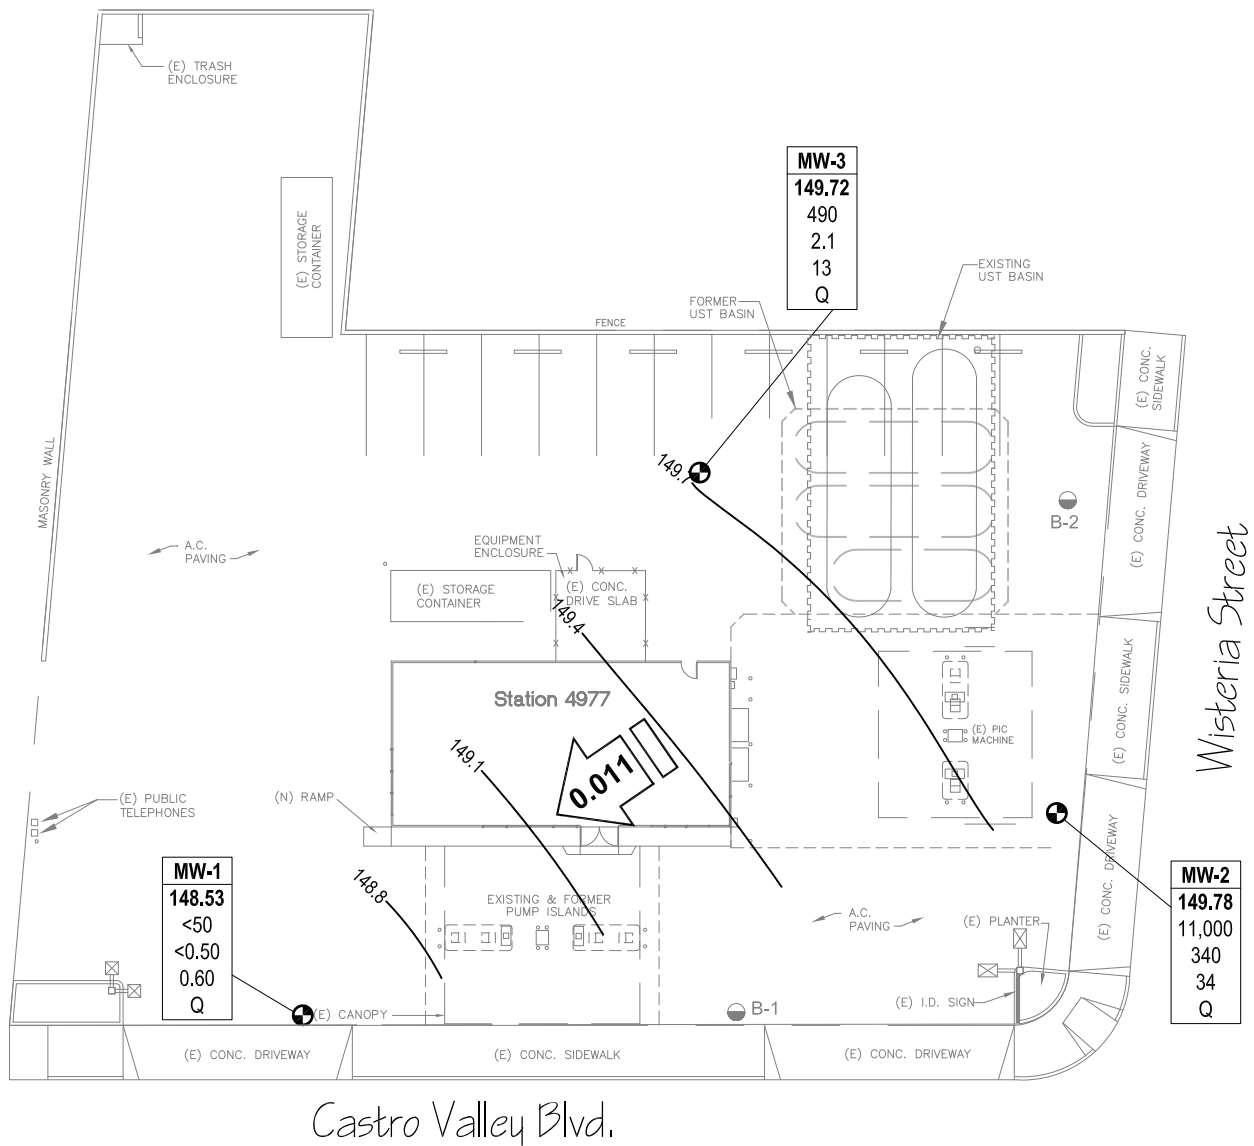 (E) TRASH
ENCLOSURE
MW-3
149.72
490
2.1
13
Q
(E) STORAGE
CONTAINER
EXISTING
UST BASIN
FORMER
UST BASIN
FENCE
(E) CONC.
SIDEWALK
MASONRY WALL
149.7
B-2
(E) CONC. DRIVEWAY
A.C.
PAVING
EQUIPMENT
ENCLOSURE
(E) STORAGE
CONTAINER
(E) CONC.
DRIVE SLAB
149.4
Wisteria Street
(E) CONC. SIDEWALK
Station 4977
(E) PIC
MACHINE
149.1
0.011
(E) PUBLIC
TELEPHONES
(N) RAMP
MW-1
148.53
<50
<0.50
0.60
Q
148.8
EXISTING & FORMER
PUMP ISLANDS
(E) CONC. DRIVEWAY
MW-2
149.78
11,000
340
34
Q
A.C.
PAVING
(E) PLANTER
(E) I.D. SIGN
(E) CANOPY
B-1
(E) CONC. DRIVEWAY
(E) CONC. SIDEWALK
(E) CONC. DRIVEWAY
Castro Valley Blvd.